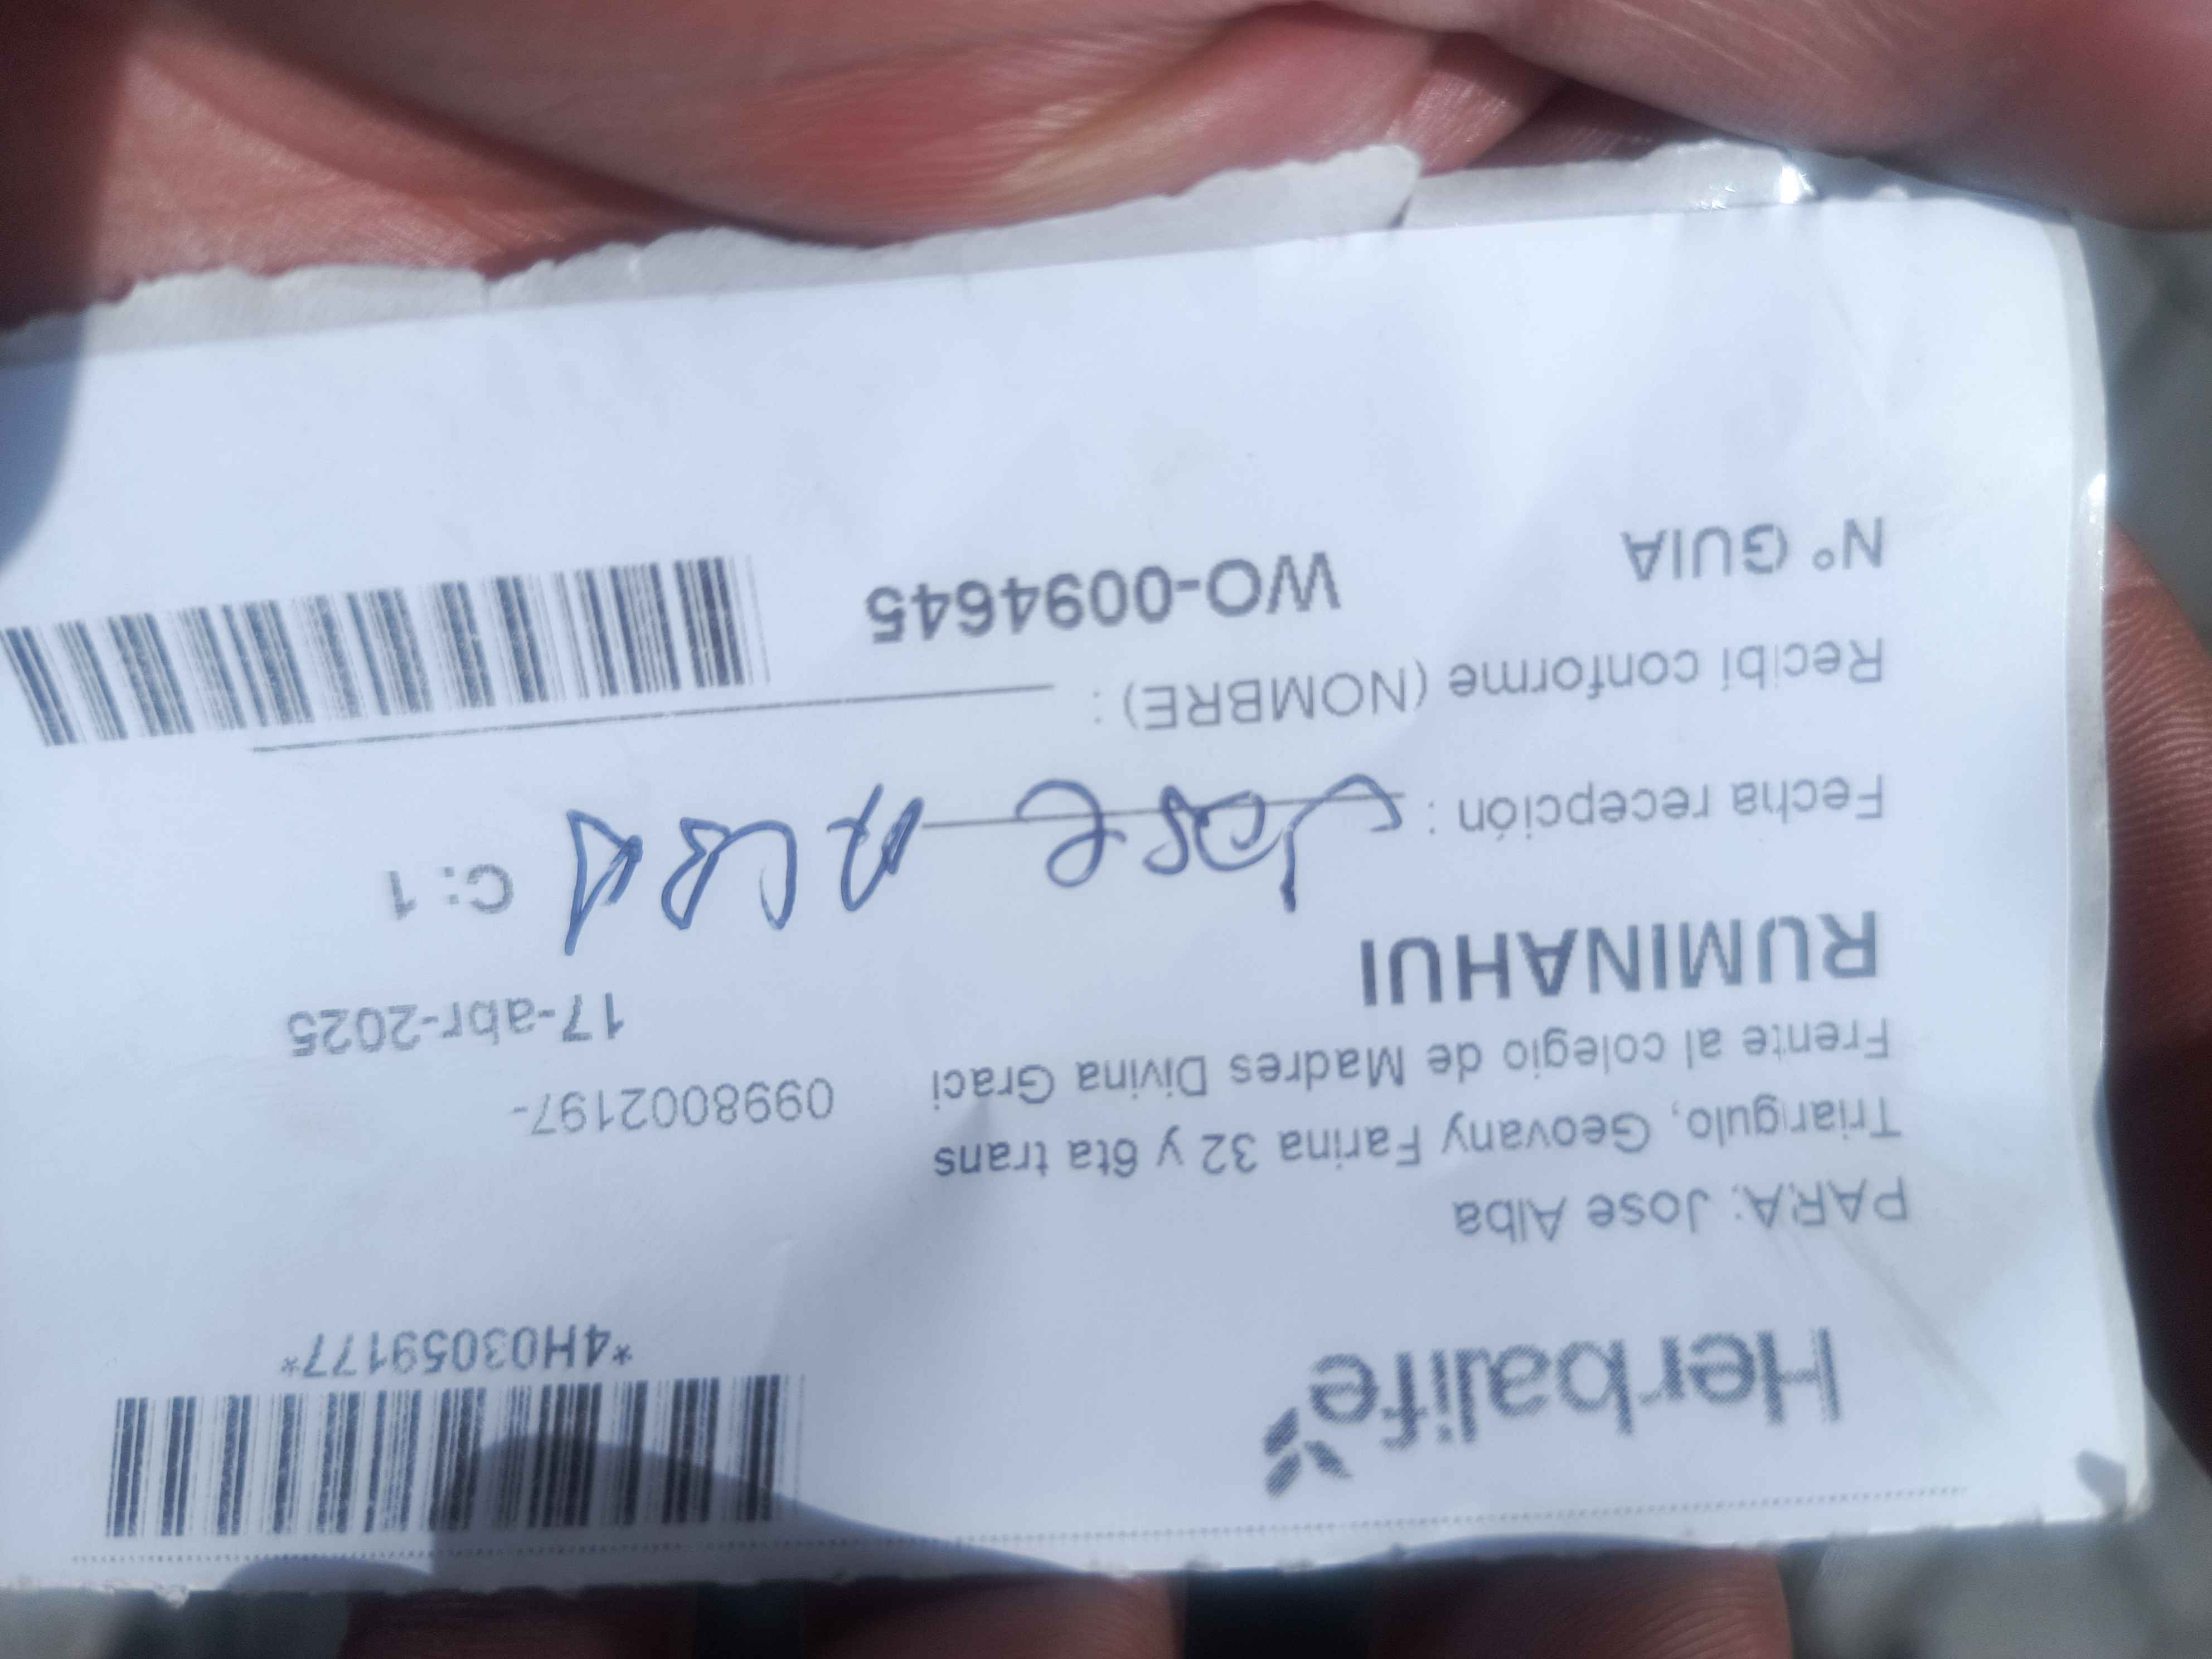 Herbalife
*4H03059177*
PARA: Jose Alba
Triangulo, Geovany Farina 32 y 6ta trans
Frente al colegio de Madres Divina Graci 0998002197-
RUMINAHUI 17-abr-2025
C: 1
Fecha recepción :
Jose ALBA
Recibí conforme (NOMBRE) :
N° GUIA WO-0094645